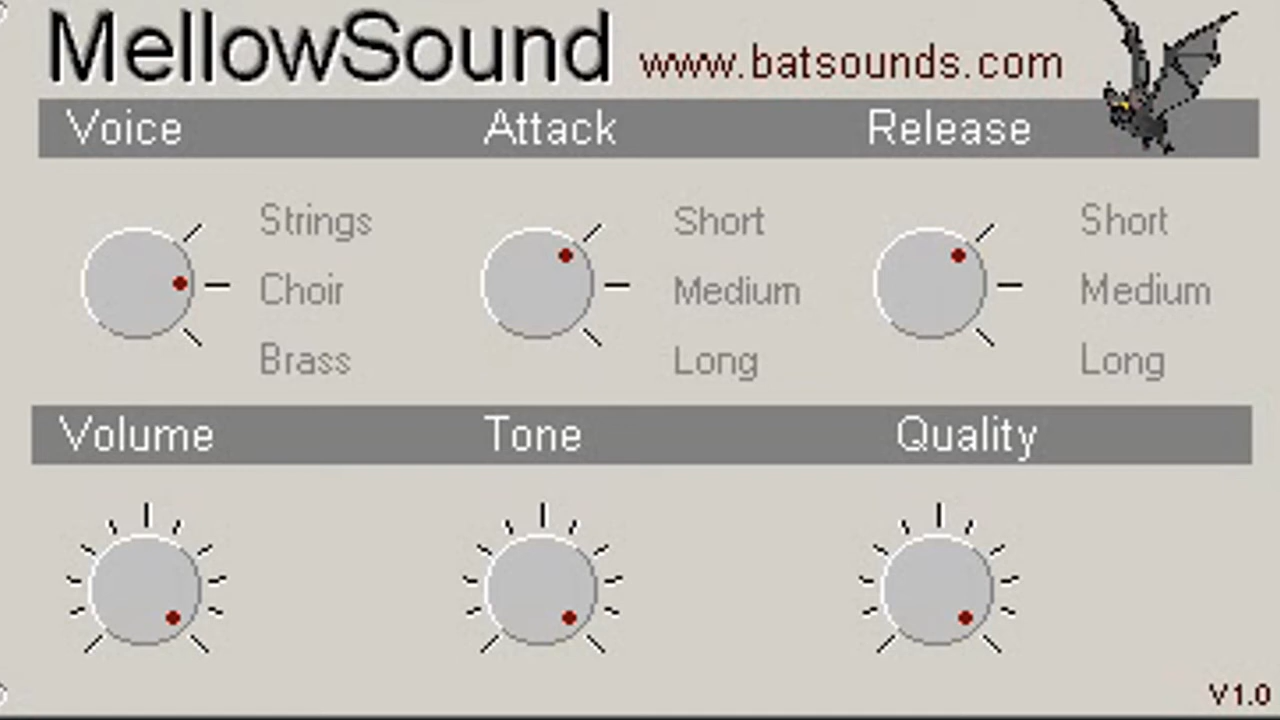 MellowSound www.batsounds.com
Voice Attack Release
Strings Short Short
Choir Medium Medium
Brass Long Long
Volume Tone Quality
V1.0